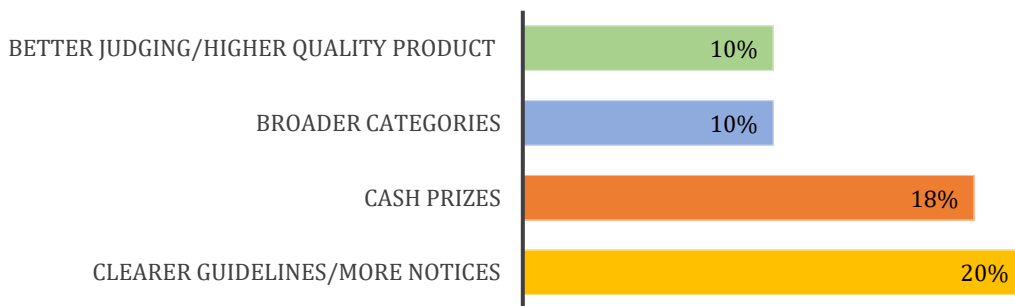 BETTER JUDGING/HIGHER QUALITY PRODUCT 10%
BROADER CATEGORIES 10%
CASH PRIZES 18%
CLEARER GUIDELINES/MORE NOTICES 20%